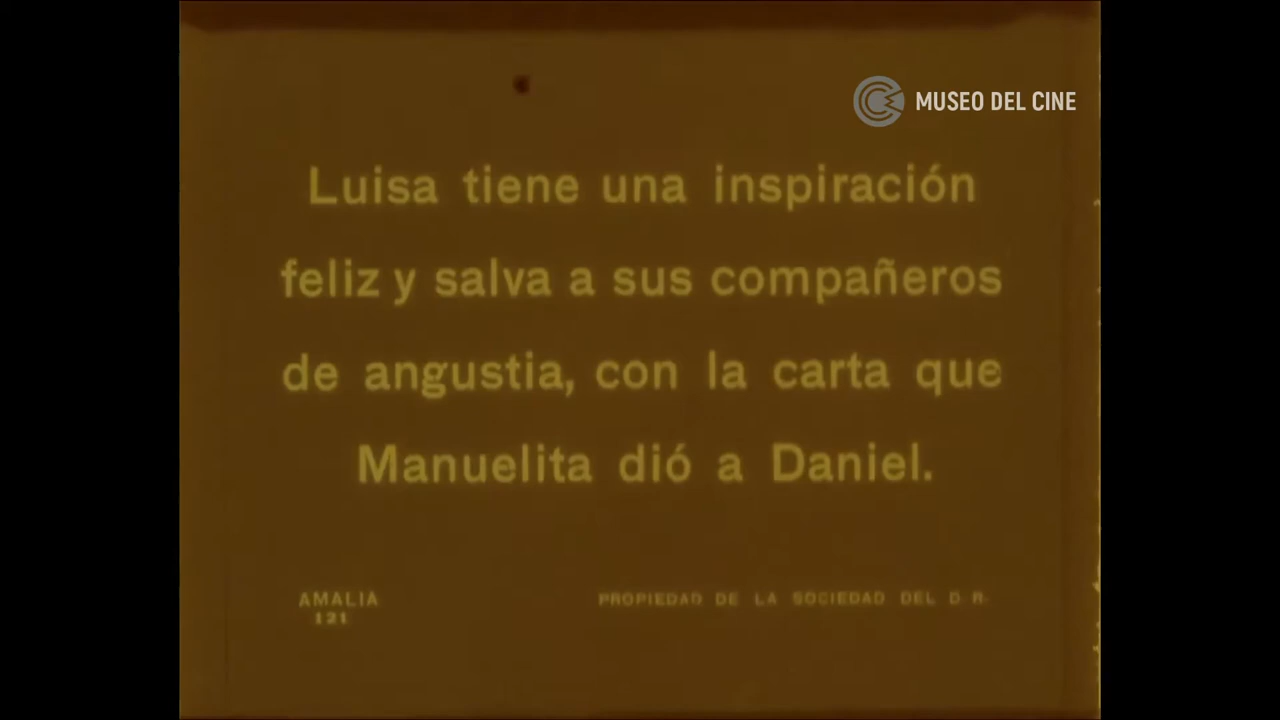 MUSEO DEL CINE
Luisa tiene una inspiración
feliz y salva a sus compañeros
de angustia, con la carta que
Manuelita dió a Daniel.
AMALIA
121
PROPIEDAD DE LA SOCIEDAD DEL D. R.